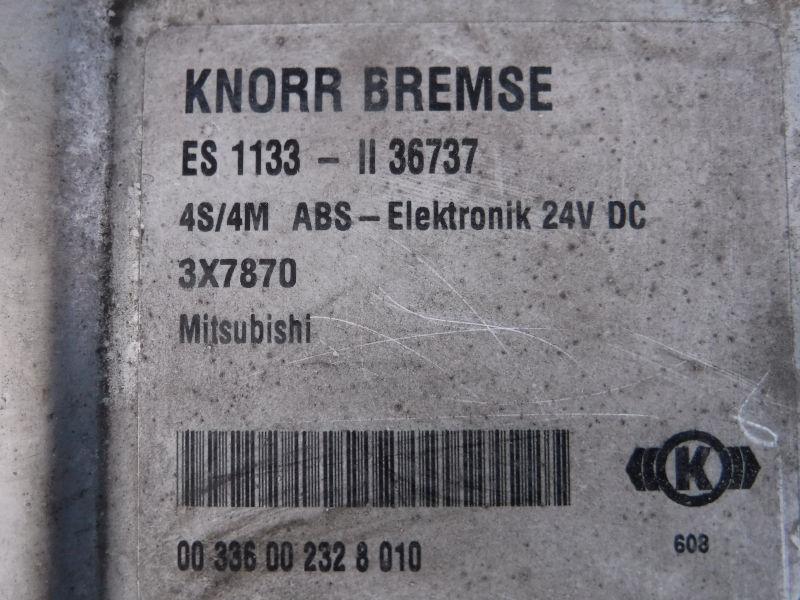 KNORR BREMSE
ES 1133 - II 36737
4S/4M ABS-Elektronik 24V DC
3X7870
Mitsubishi
K
00 336 00 232 8 010
608